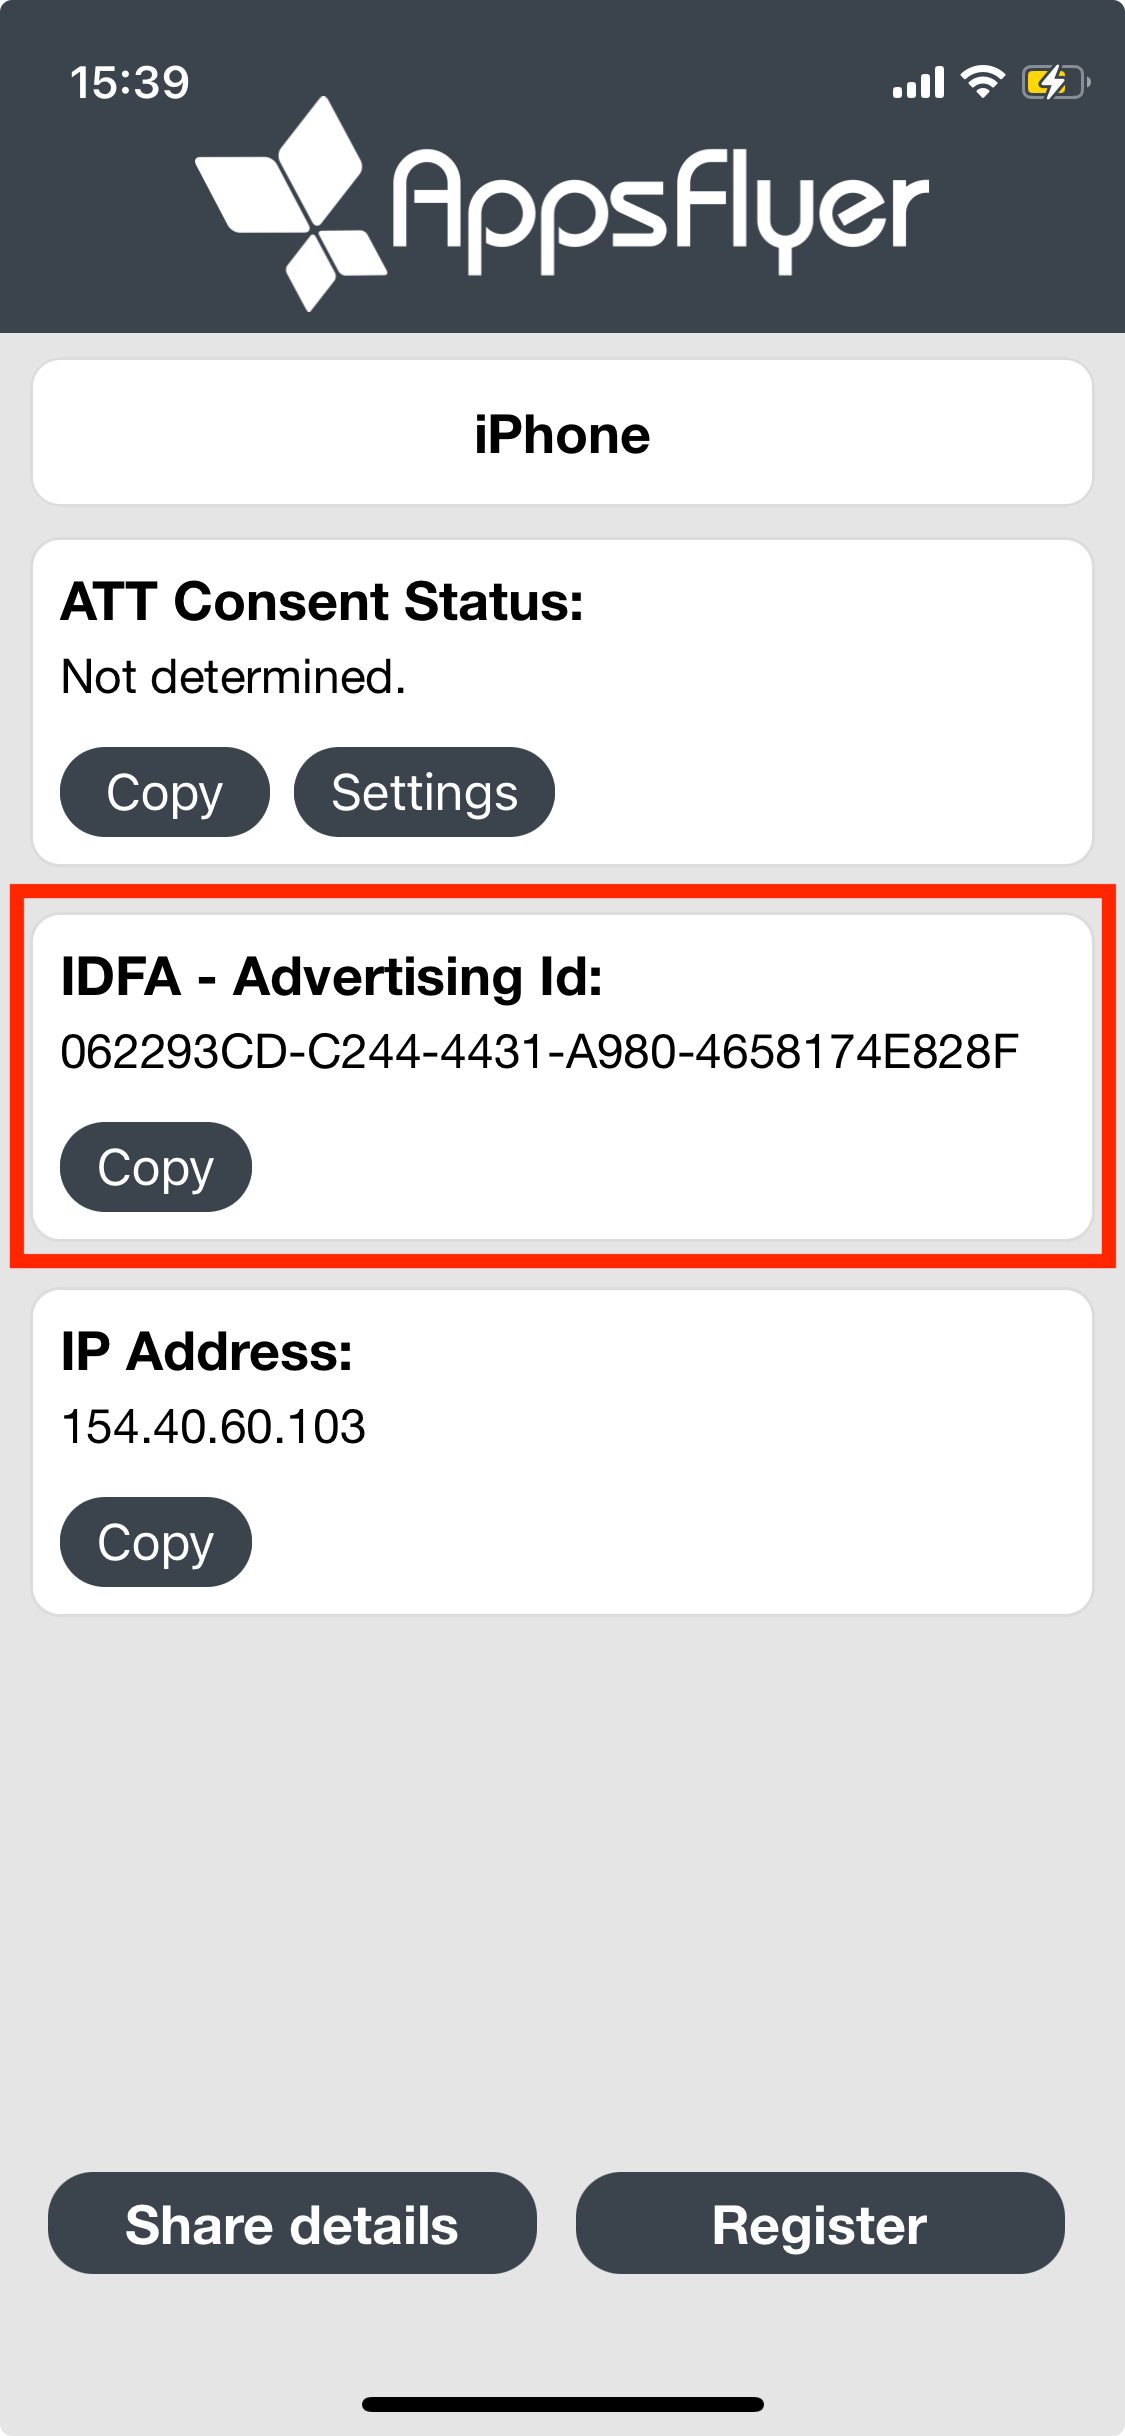 15:39
AppsFlyer
iPhone
ATT Consent Status:
Not determined.
Copy
Settings
IDFA - Advertising Id:
062293CD-C244-4431-A980-4658174E828F
Copy
IP Address:
154.40.60.103
Copy
Share details
Register